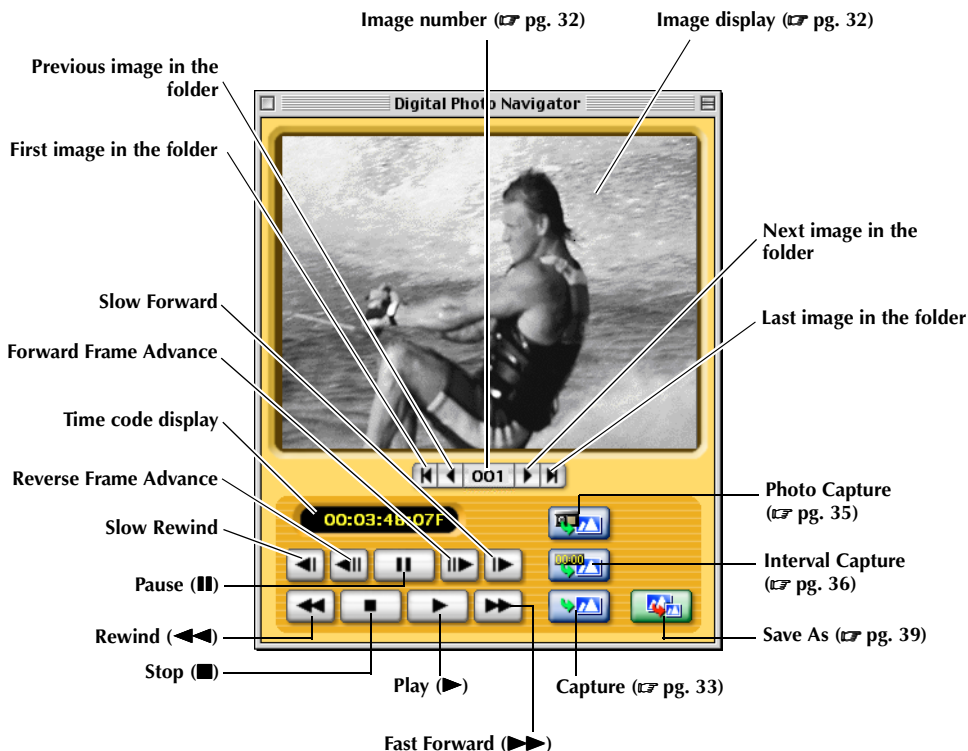 Image number (☞ pg. 32)
Image display (☞ pg. 32)
Previous image in the
folder
Digital Photo Navigator
First image in the folder
Next image in the
folder
Slow Forward
Last image in the folder
Forward Frame Advance
Time code display
001
Reverse Frame Advance
Photo Capture
(☞ pg. 35)
00:03:48:07F
Slow Rewind
Interval Capture
(☞ pg. 36)
00:00
Pause (❚❚)
Rewind (◀◀)
Save As (☞ pg. 39)
Stop (■)
Play (▶)
Capture (☞ pg. 33)
Fast Forward (▶▶)